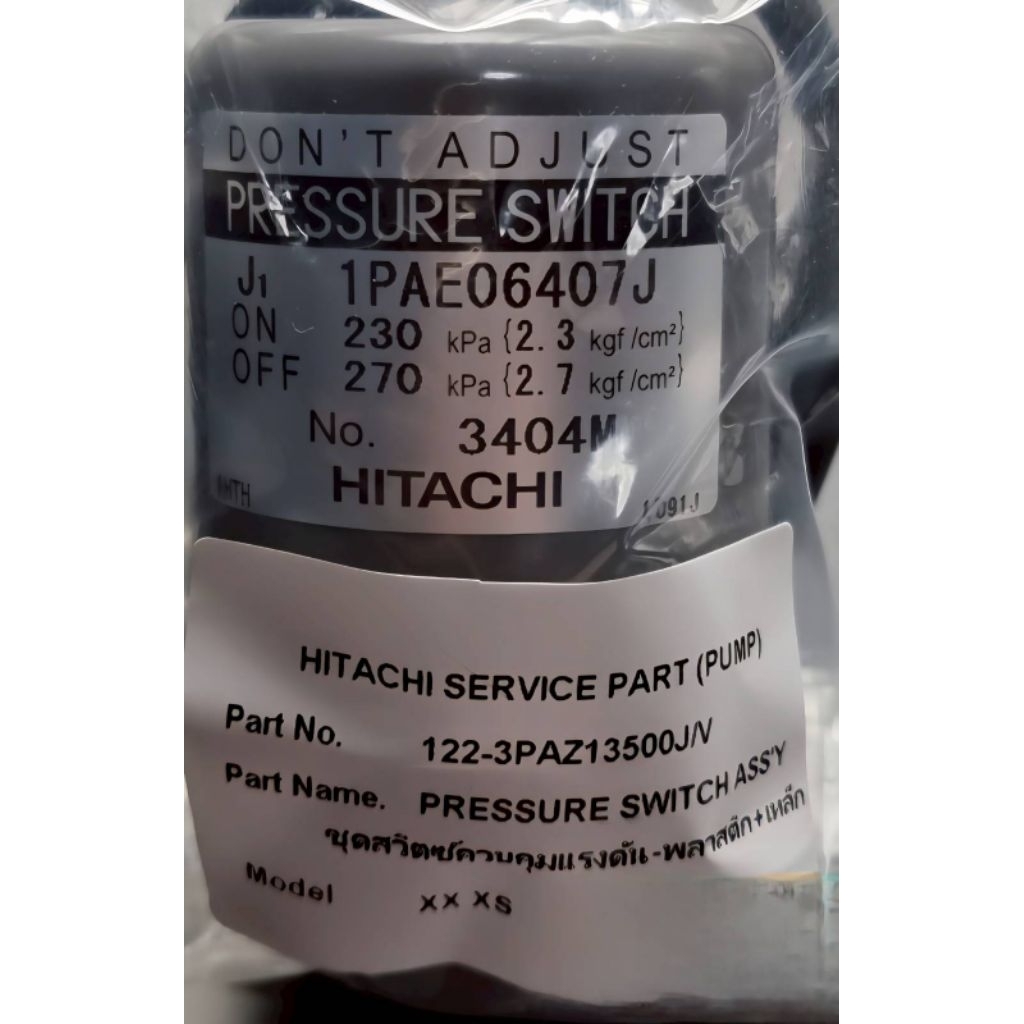 DON'T ADJUST
PRESSURE SWITCH
J1 1PAE06407J
ON 230 kPa {2.3 kgf/cm²}
OFF 270 kPa {2.7 kgf/cm²}
No. 3404M
HITACHI
HITACHI SERVICE PART (PUMP)
Part No. 122-3PAZ13500J/V
Part Name. PRESSURE SWITCH ASS'Y
ชุดสวิตซ์ควบคุมแรงดัน-พลาสติก+เหล็ก
Model XX XS